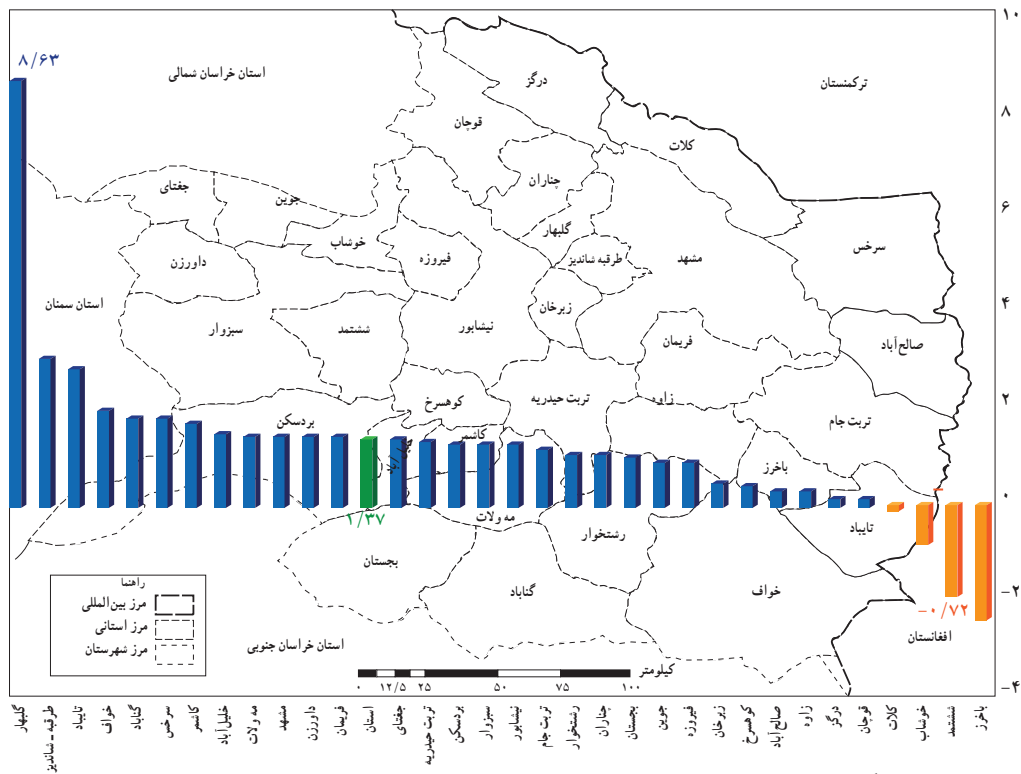 ۱۰
۸
۶
۴
۲
۰
-۲
-۴
۸/۶۳
۱/۳۷
-۰/۷۲
استان خراسان شمالی
ترکمنستان
درگز
قوچان
کلات
چناران
جغتای
جوین
گلبهار
سرخس
خوشاب
داورزن
فیروزه
طرقبه شاندیز
مشهد
استان سمنان
زبرخان
سبزوار
ششتمد
نیشابور
فریمان
صالح‌آباد
کوهسرخ
تربت حیدریه
زاوه
بردسکن
تربت جام
کاشمر
باخرز
مه ولات
تایباد
رشتخوار
بجستان
گناباد
خواف
افغانستان
استان خراسان جنوبی
راهنما
مرز بین‌المللی
مرز استانی
مرز شهرستان
کیلومتر
۰ ۱۲/۵ ۲۵ ۵۰ ۷۵ ۱۰۰
گلبهار
طرقبه - شاندیز
تایباد
خواف
گناباد
سرخس
کاشمر
خلیل‌آباد
مه ولات
مشهد
داورزن
فریمان
استان
جغتای
تربت حیدریه
بردسکن
سبزوار
نیشابور
تربت جام
رشتخوار
چناران
بجستان
جوین
فیروزه
زبرخان
کوهسرخ
صالح‌آباد
زاوه
درگز
قوچان
کلات
خوشاب
ششتمد
باخرز